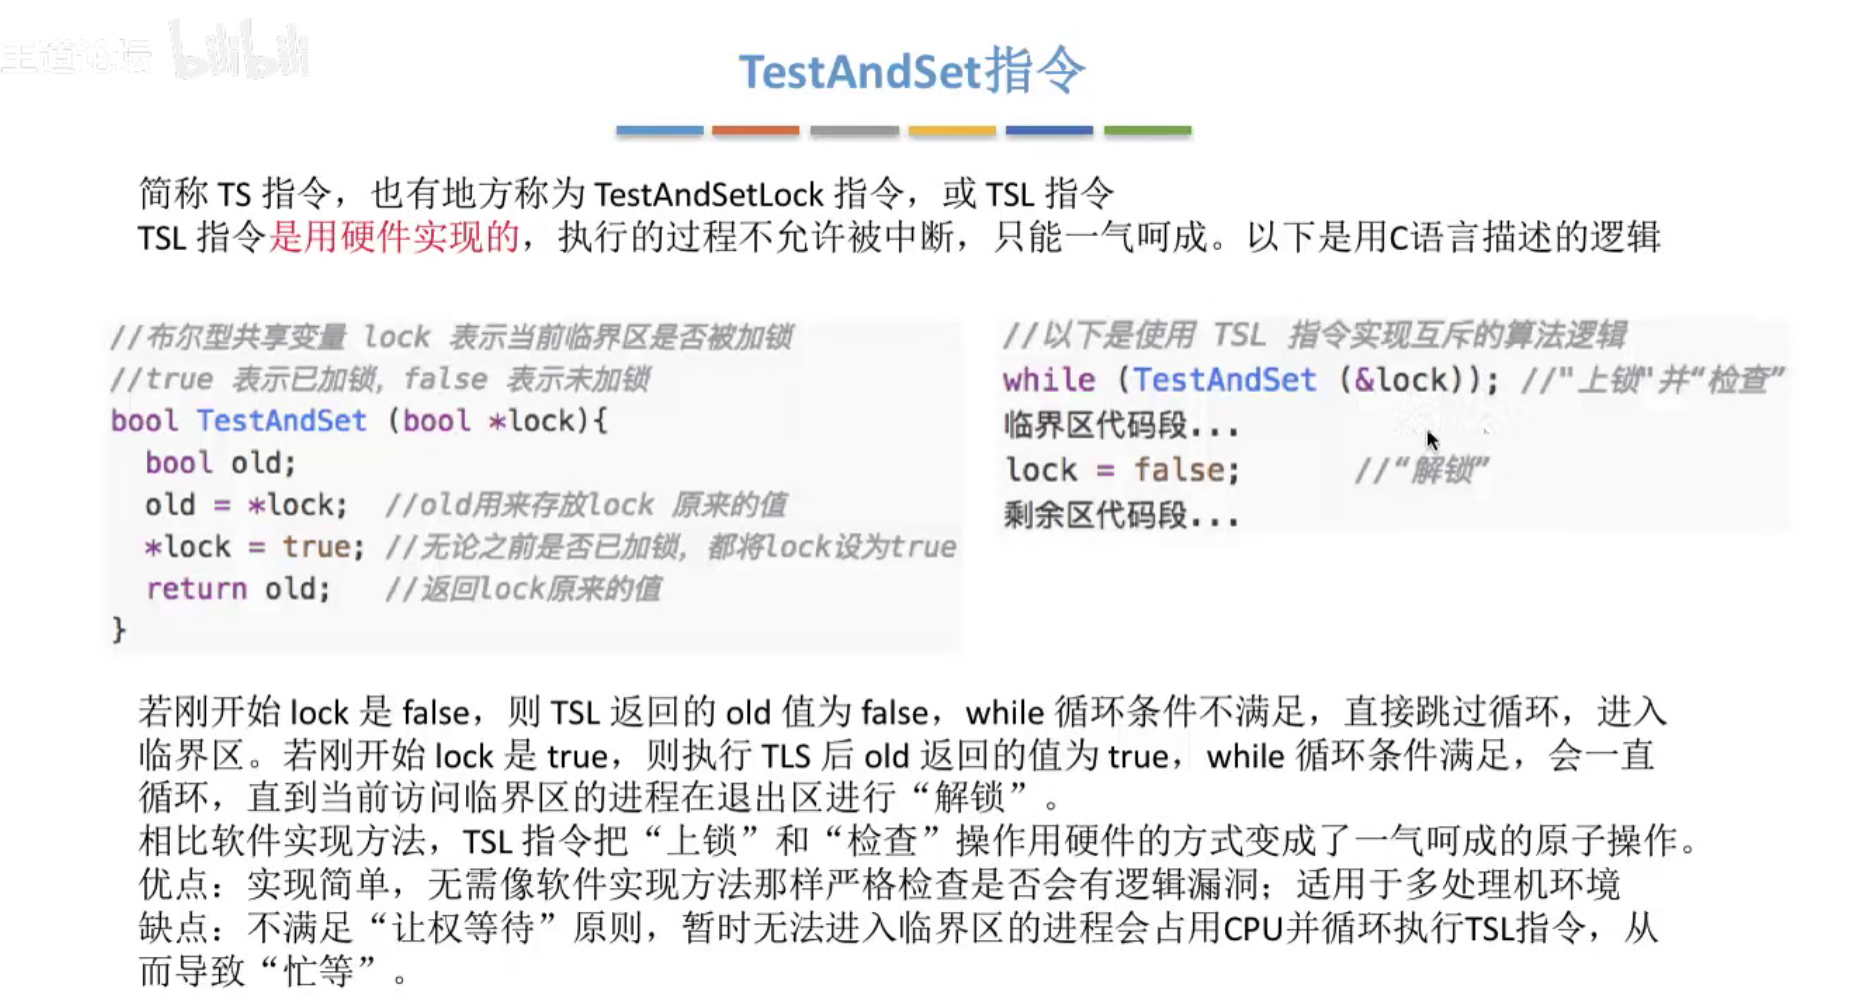 王道论坛 bilibili
TestAndSet指令
简称 TS 指令，也有地方称为 TestAndSetLock 指令，或 TSL 指令
TSL 指令是用硬件实现的，执行的过程不允许被中断，只能一气呵成。以下是用C语言描述的逻辑
//布尔型共享变量 lock 表示当前临界区是否被加锁
//true 表示已加锁，false 表示未加锁
bool TestAndSet (bool *lock){
bool old;
old = *lock; //old用来存放lock 原来的值
*lock = true; //无论之前是否已加锁，都将lock设为true
return old; //返回lock原来的值
}
//以下是使用 TSL 指令实现互斥的算法逻辑
while (TestAndSet (&lock)); //"上锁"并“检查”
临界区代码段...
lock = false; //“解锁”
剩余区代码段...
若刚开始 lock 是 false，则 TSL 返回的 old 值为 false，while 循环条件不满足，直接跳过循环，进入
临界区。若刚开始 lock 是 true，则执行 TLS 后 old 返回的值为 true，while 循环条件满足，会一直
循环，直到当前访问临界区的进程在退出区进行“解锁”。
相比软件实现方法，TSL 指令把“上锁”和“检查”操作用硬件的方式变成了一气呵成的原子操作。
优点：实现简单，无需像软件实现方法那样严格检查是否会有逻辑漏洞；适用于多处理机环境
缺点：不满足“让权等待”原则，暂时无法进入临界区的进程会占用CPU并循环执行TSL指令，从
而导致“忙等”。